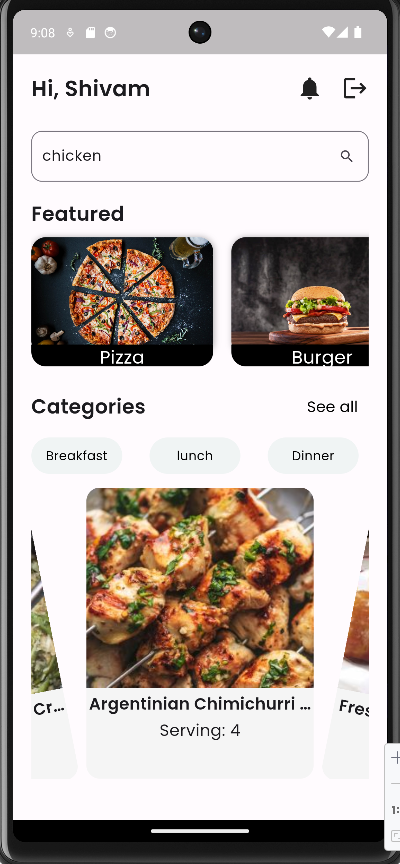 9:08
Hi, Shivam
chicken
Featured
Pizza
Burger
Categories
See all
Breakfast
lunch
Dinner
Cr...
Argentinian Chimichurri ...
Fres
Serving: 4
1: